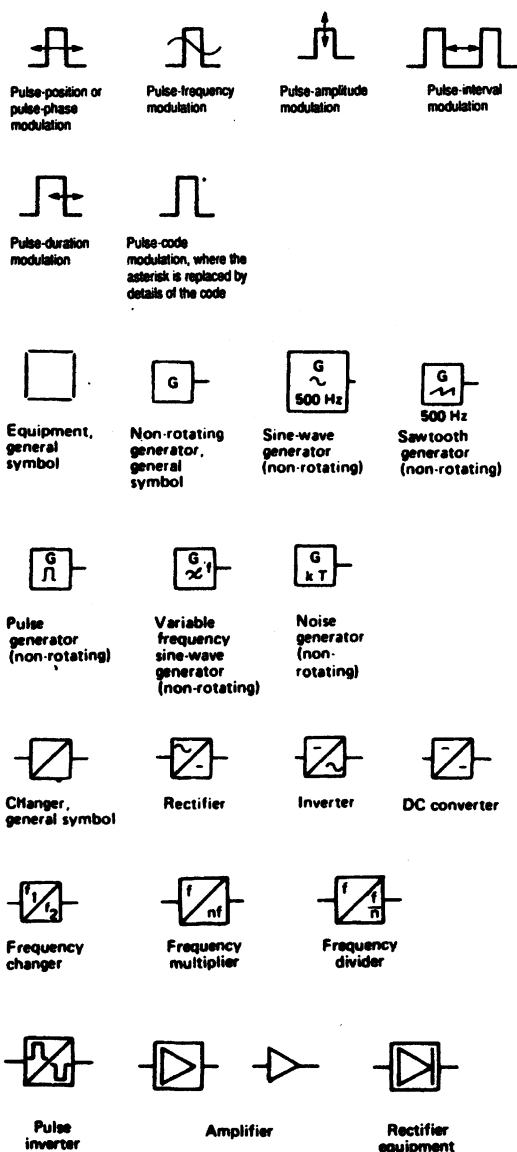 Pulse-position or
pulse-phase
modulation
Pulse-frequency
modulation
Pulse-amplitude
modulation
Pulse-interval
modulation
Pulse-duration
modulation
Pulse-code
modulation, where the
asterisk is replaced by
details of the code
Equipment,
general
symbol
G
Non-rotating
generator,
general
symbol
G
500 Hz
Sine-wave
generator
(non-rotating)
G
500 Hz
Sawtooth
generator
(non-rotating)
G
Pulse
generator
(non-rotating)
G
f
Variable
frequency
sine-wave
generator
(non-rotating)
G
kT
Noise
generator
(non-
rotating)
CHanger,
general symbol
Rectifier
Inverter
DC converter
f1
f2
Frequency
changer
f
nf
Frequency
multiplier
f
f
n
Frequency
divider
Pulse
inverter
Amplifier
Rectifier
equipment